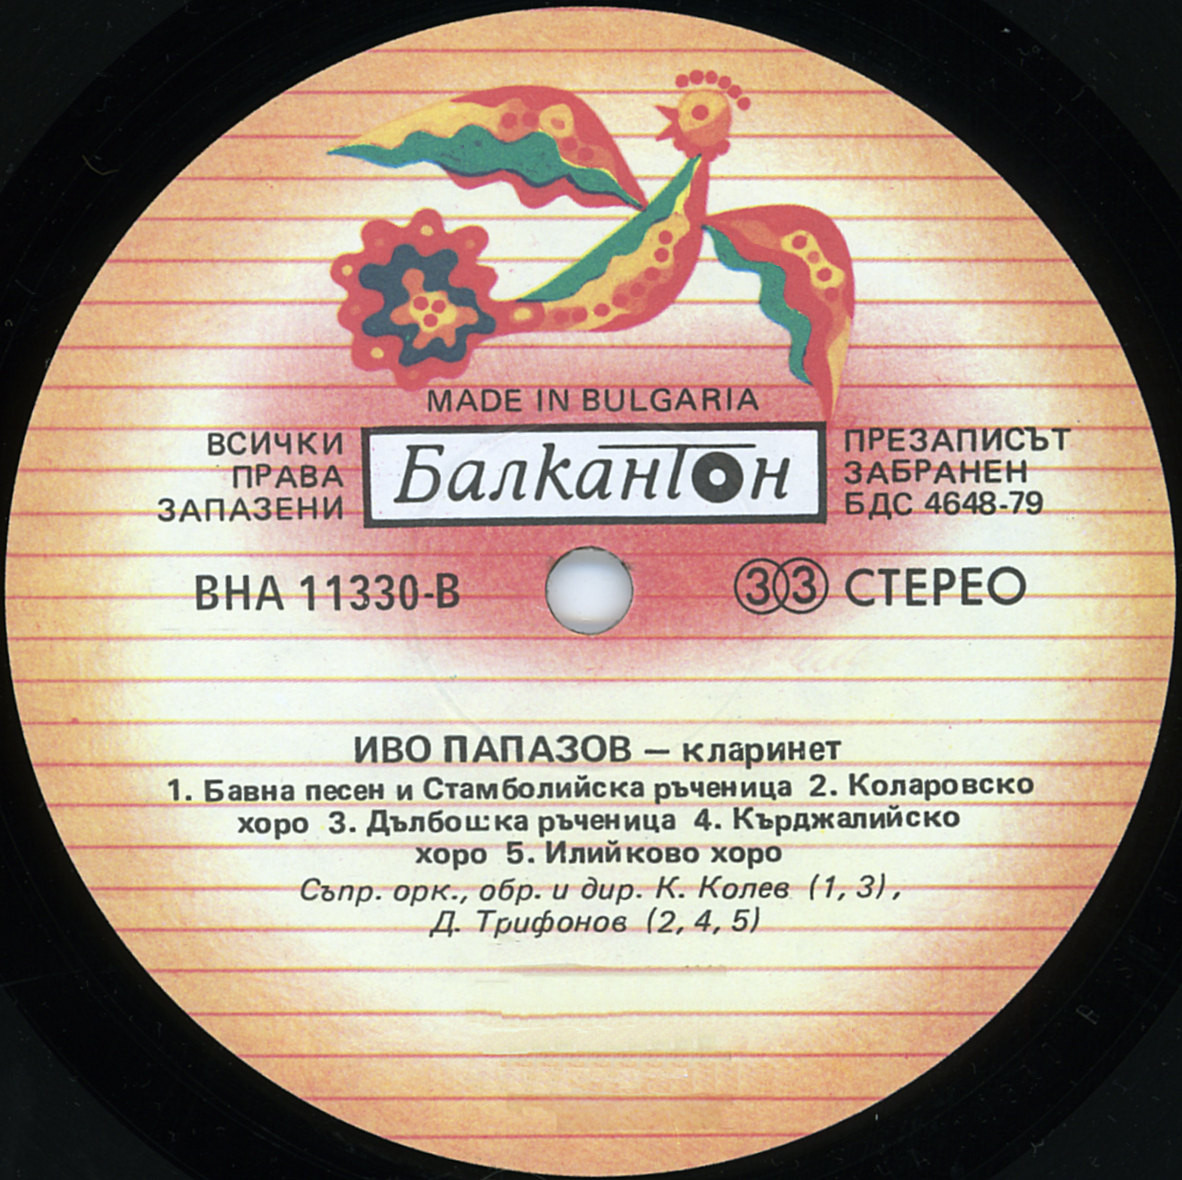 MADE IN BULGARIA
ВСИЧКИ
ПРАВА
ЗАПАЗЕНИ
Балкантон
ПРЕЗАПИСЪТ
ЗАБРАНЕН
БДС 4648-79
ВНА 11330-В
33 СТЕРЕО
ИВО ПАПАЗОВ — кларинет
1. Бавна песен и Стамболийска ръченица 2. Коларовско
хоро 3. Дълбошка ръченица 4. Кърджалийско
хоро 5. Илийково хоро
Съпр. орк., обр. и дир. К. Колев (1, 3),
Д. Трифонов (2, 4, 5)